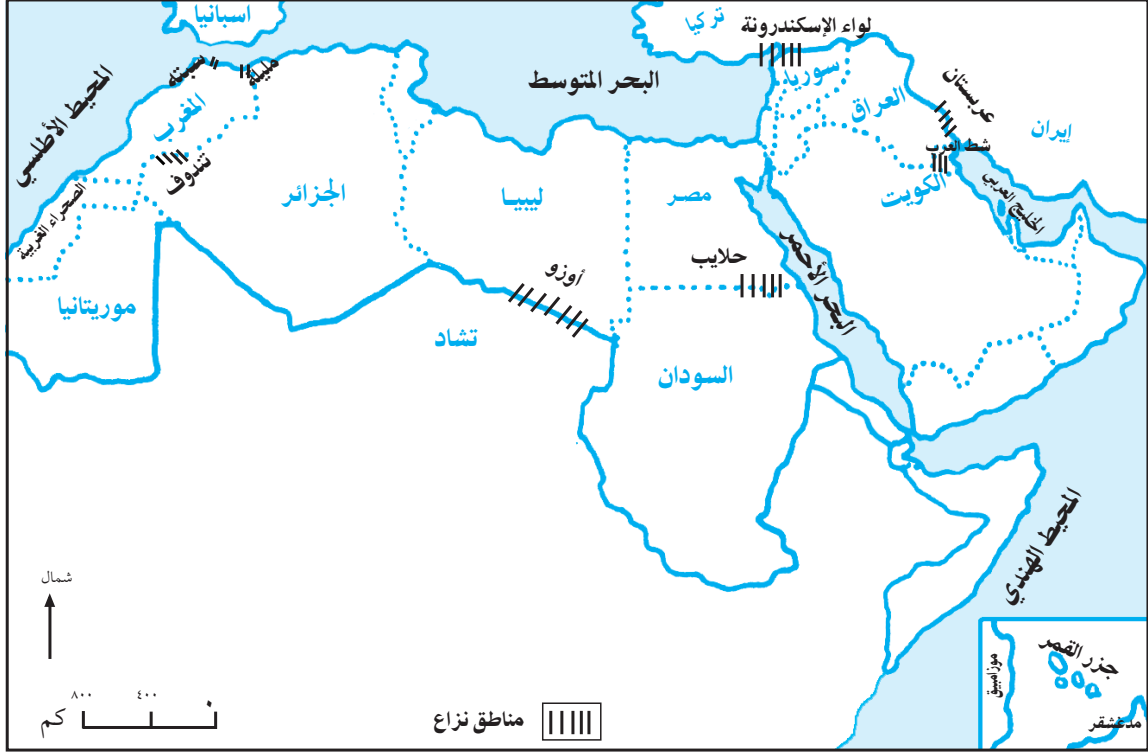 اسبانيا
تركيا
لواء الإسكندرونة
المحيط الأطلسي
سبته
مليلة
البحر المتوسط
سوريا
العراق
عربستان
إيران
المغرب
شط العرب
تندوف
الكويت
الخليج العربي
الصحراء الغربية
الجزائر
ليبيا
مصر
حلايب
البحر الأحمر
أوزو
موريتانيا
تشاد
السودان
المحيط الهندي
شمال
جزر القمر
موزامبيق
مدغشقر
٨٠٠ ٤٠٠ ٠
كم
مناطق نزاع